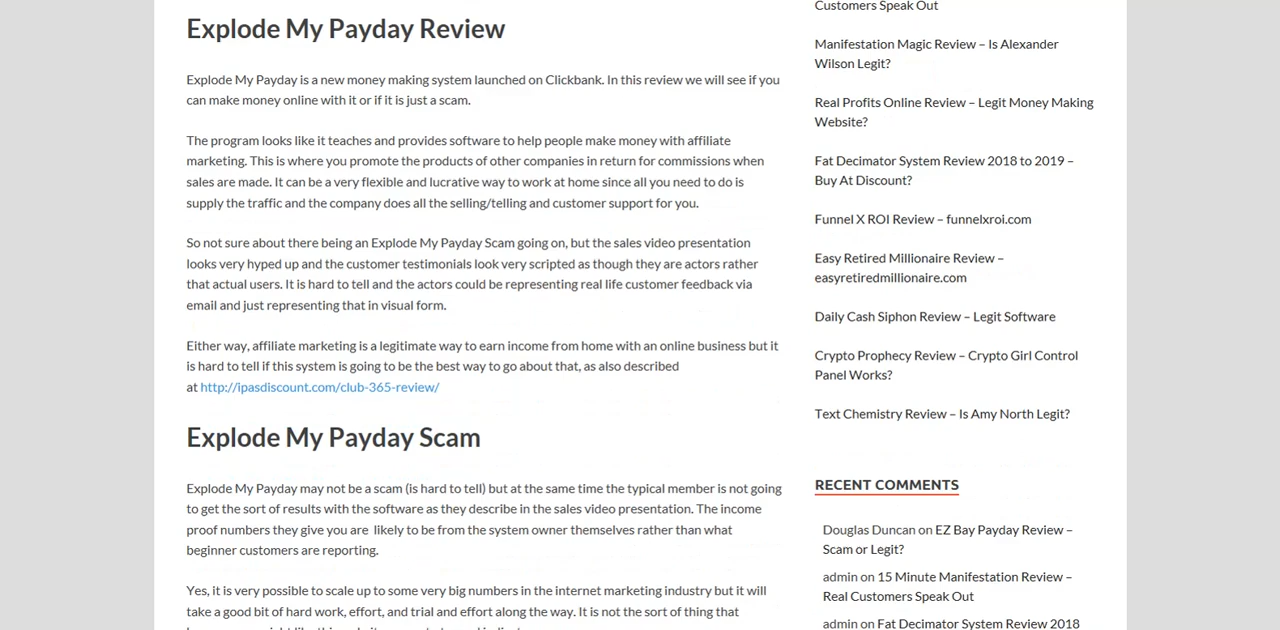 Explode My Payday Review
Explode My Payday is a new money making system launched on Clickbank. In this review we will see if you
can make money online with it or if it is just a scam.
The program looks like it teaches and provides software to help people make money with affiliate
marketing. This is where you promote the products of other companies in return for commissions when
sales are made. It can be a very flexible and lucrative way to work at home since all you need to do is
supply the traffic and the company does all the selling/telling and customer support for you.
So not sure about there being an Explode My Payday Scam going on, but the sales video presentation
looks very hyped up and the customer testimonials look very scripted as though they are actors rather
that actual users. It is hard to tell and the actors could be representing real life customer feedback via
email and just representing that in visual form.
Either way, affiliate marketing is a legitimate way to earn income from home with an online business but it
is hard to tell if this system is going to be the best way to go about that, as also described
at http://ipasdiscount.com/club-365-review/
Explode My Payday Scam
Explode My Payday may not be a scam (is hard to tell) but at the same time the typical member is not going
to get the sort of results with the software as they describe in the sales video presentation. The income
proof numbers they give you are likely to be from the system owner themselves rather than what
beginner customers are reporting.
Yes, it is very possible to scale up to some very big numbers in the internet marketing industry but it will
take a good bit of hard work, effort, and trial and effort along the way. It is not the sort of thing that
Customers Speak Out
Manifestation Magic Review – Is Alexander
Wilson Legit?
Real Profits Online Review – Legit Money Making
Website?
Fat Decimator System Review 2018 to 2019 –
Buy At Discount?
Funnel X ROI Review – funnelxroi.com
Easy Retired Millionaire Review –
easyretiredmillionaire.com
Daily Cash Siphon Review – Legit Software
Crypto Prophecy Review – Crypto Girl Control
Panel Works?
Text Chemistry Review – Is Amy North Legit?
RECENT COMMENTS
Douglas Duncan on EZ Bay Payday Review –
Scam or Legit?
admin on 15 Minute Manifestation Review –
Real Customers Speak Out
admin on Fat Decimator System Review 2018